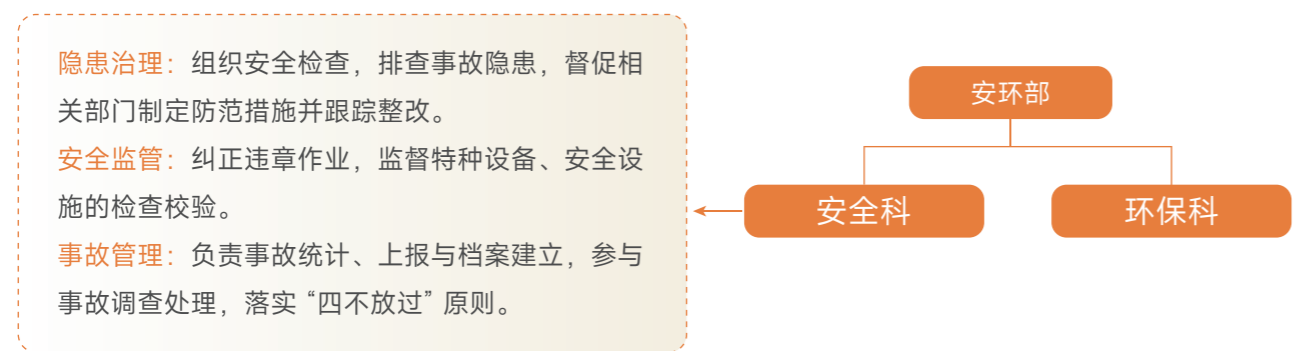 隐患治理：组织安全检查，排查事故隐患，督促相
关部门制定防范措施并跟踪整改。
安全监管：纠正违章作业，监督特种设备、安全设
施的检查校验。
事故管理：负责事故统计、上报与档案建立，参与
事故调查处理，落实“四不放过”原则。
安环部
安全科
环保科